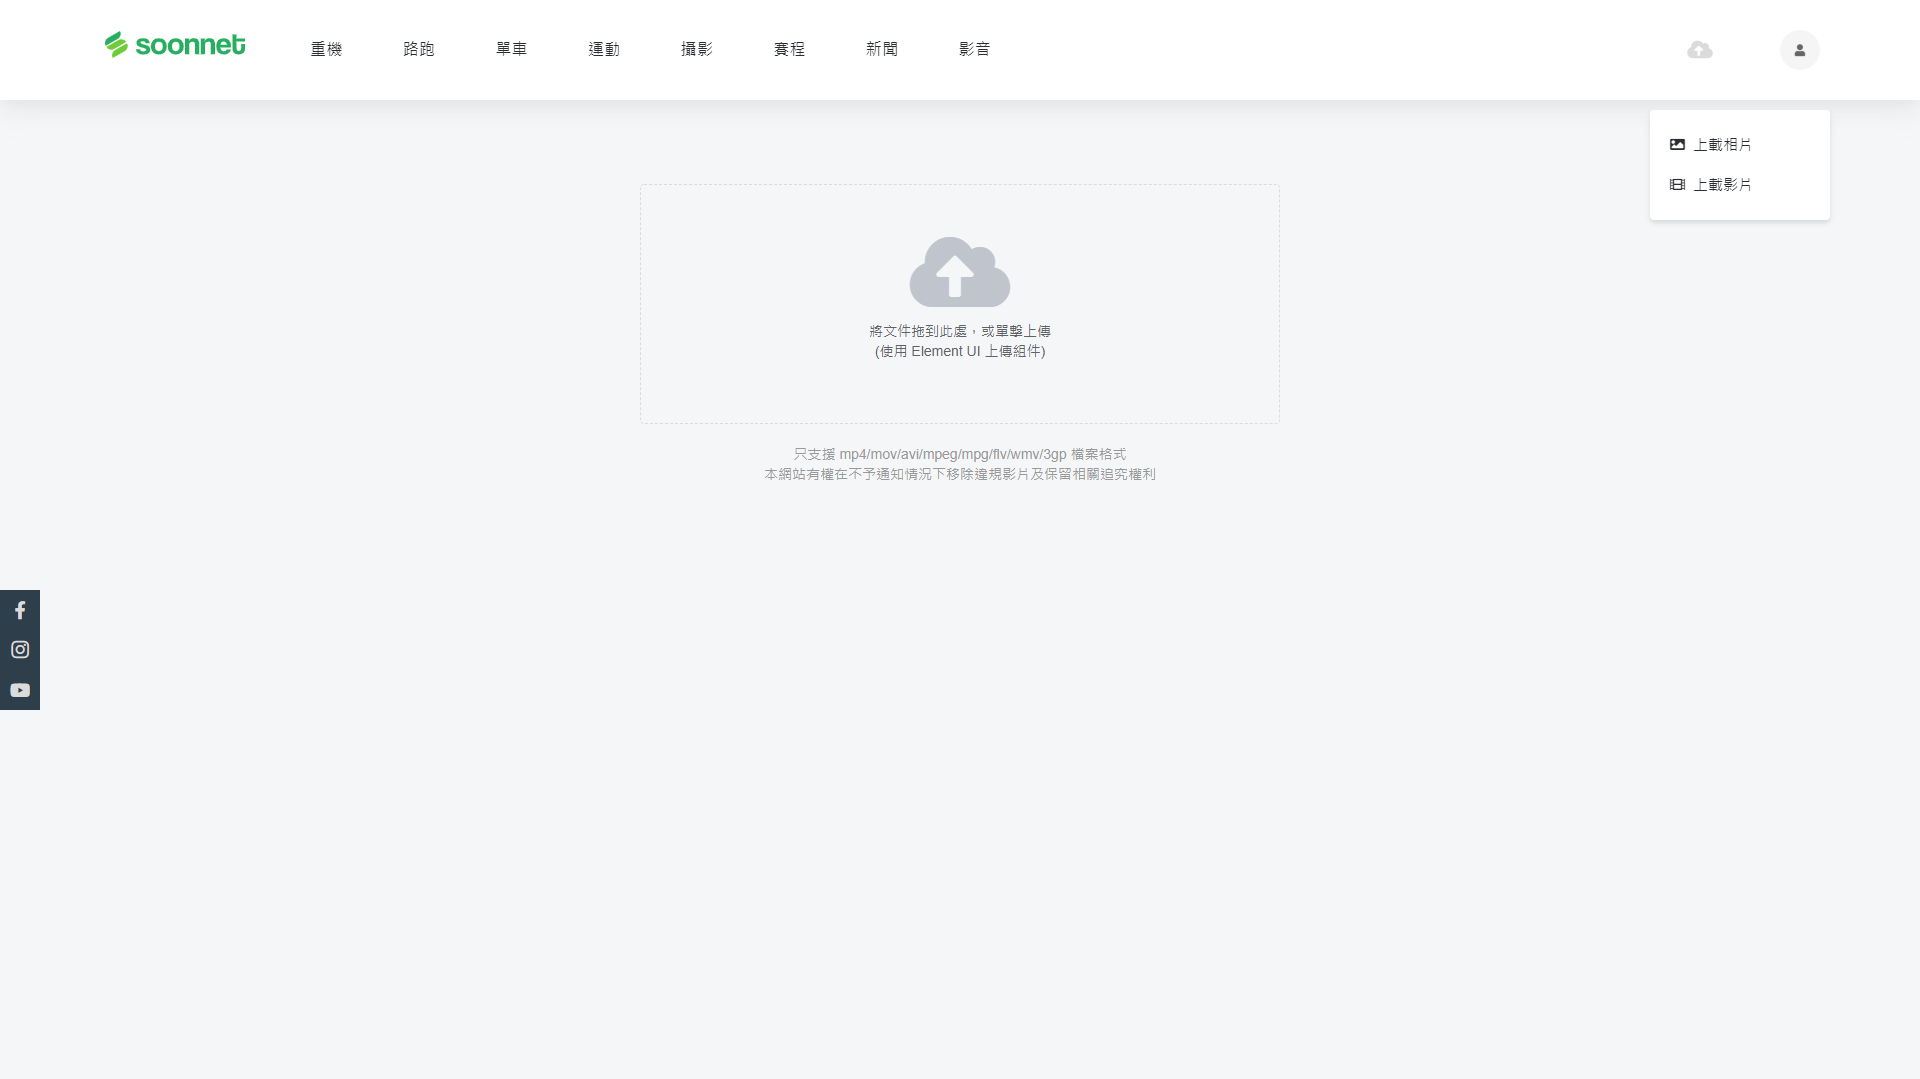 soonnet
重機
路跑
單車
運動
攝影
賽程
新聞
影音
上載相片
上載影片
將文件拖到此處，或單擊上傳
(使用 Element UI 上傳組件)
只支援 mp4/mov/avi/mpeg/mpg/flv/wmv/3gp 檔案格式
本網站有權在不予通知情況下移除違規影片及保留相關追究權利